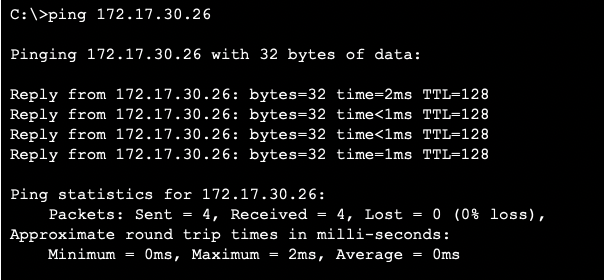 C:\>ping 172.17.30.26
Pinging 172.17.30.26 with 32 bytes of data:
Reply from 172.17.30.26: bytes=32 time=2ms TTL=128
Reply from 172.17.30.26: bytes=32 time<1ms TTL=128
Reply from 172.17.30.26: bytes=32 time<1ms TTL=128
Reply from 172.17.30.26: bytes=32 time=1ms TTL=128
Ping statistics for 172.17.30.26:
    Packets: Sent = 4, Received = 4, Lost = 0 (0% loss),
Approximate round trip times in milli-seconds:
    Minimum = 0ms, Maximum = 2ms, Average = 0ms